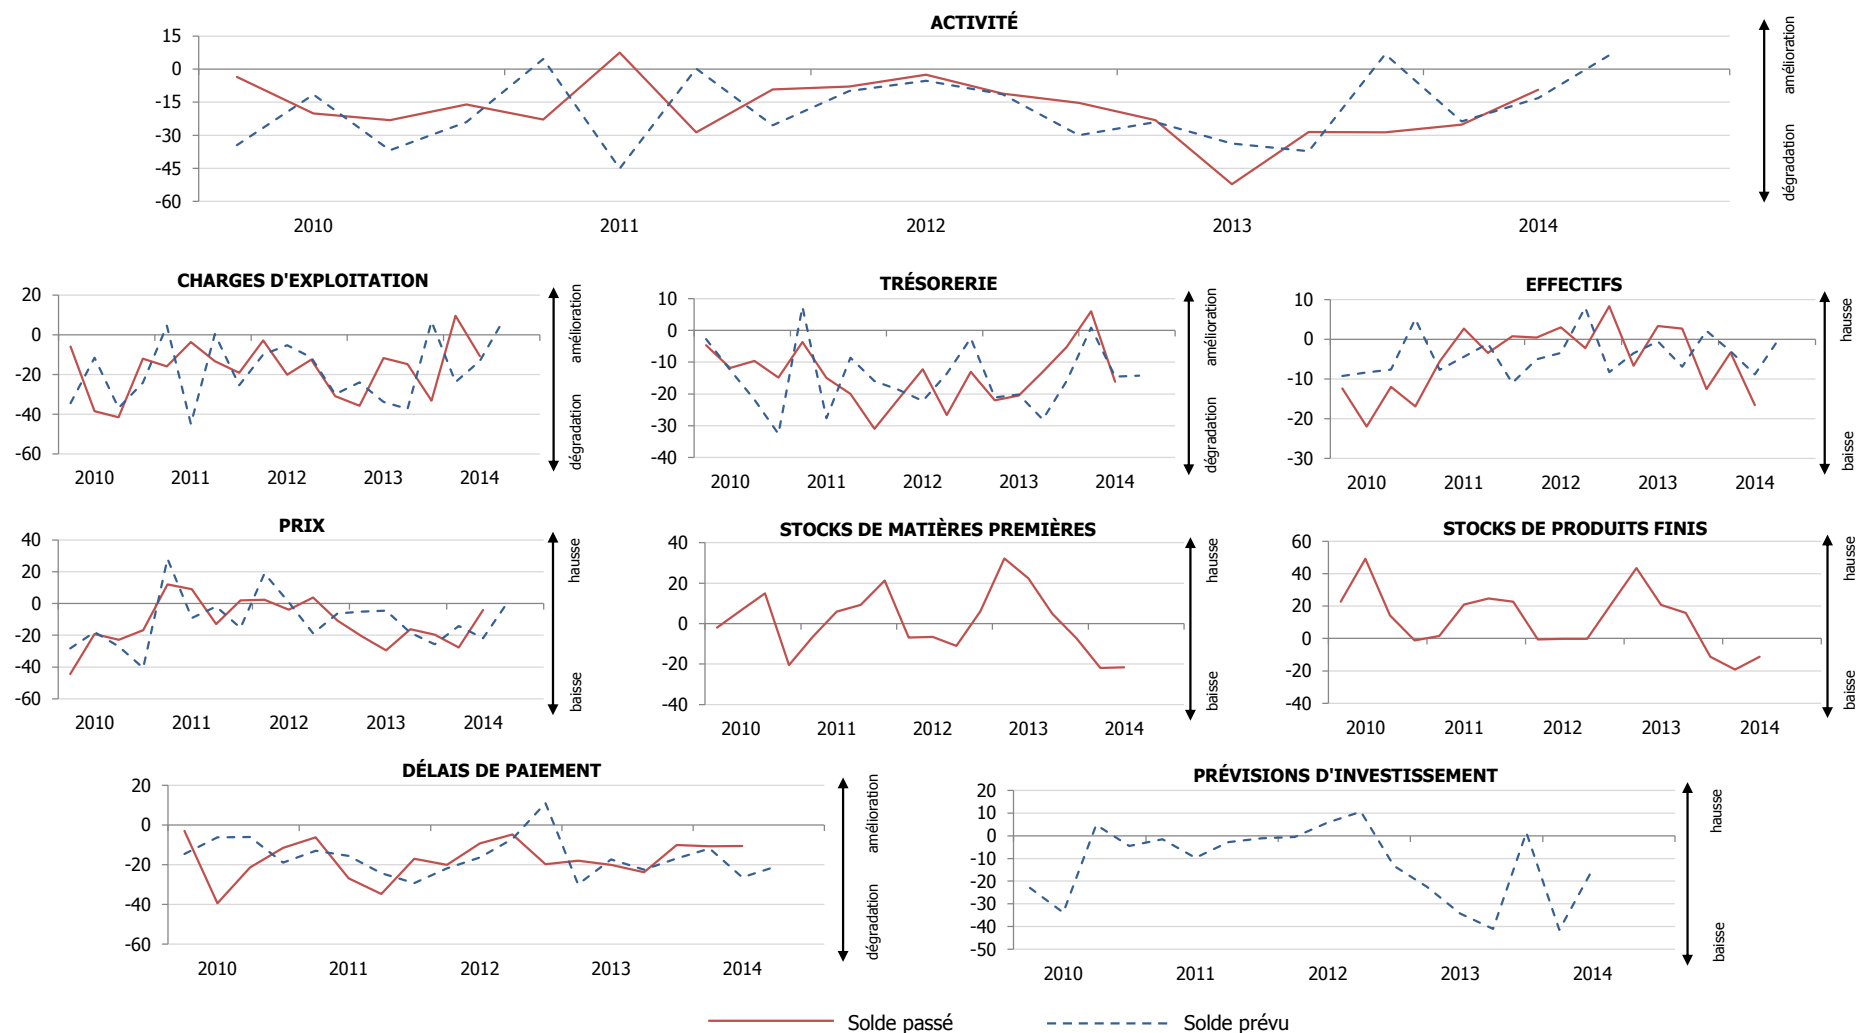 ACTIVITÉ
15
0
-15
-30
-45
-60
2010 2011 2012 2013 2014
amélioration
dégradation
CHARGES D'EXPLOITATION
20
0
-20
-40
-60
2010 2011 2012 2013 2014
amélioration
dégradation
TRÉSORERIE
10
0
-10
-20
-30
-40
2010 2011 2012 2013 2014
amélioration
dégradation
EFFECTIFS
10
0
-10
-20
-30
2010 2011 2012 2013 2014
hausse
baisse
PRIX
40
20
0
-20
-40
-60
2010 2011 2012 2013 2014
hausse
baisse
STOCKS DE MATIÈRES PREMIÈRES
40
20
0
-20
-40
2010 2011 2012 2013 2014
hausse
baisse
STOCKS DE PRODUITS FINIS
60
40
20
0
-20
-40
2010 2011 2012 2013 2014
hausse
baisse
DÉLAIS DE PAIEMENT
20
0
-20
-40
-60
2010 2011 2012 2013 2014
amélioration
dégradation
PRÉVISIONS D'INVESTISSEMENT
20
10
0
-10
-20
-30
-40
-50
2010 2011 2012 2013 2014
hausse
baisse
Solde passé Solde prévu